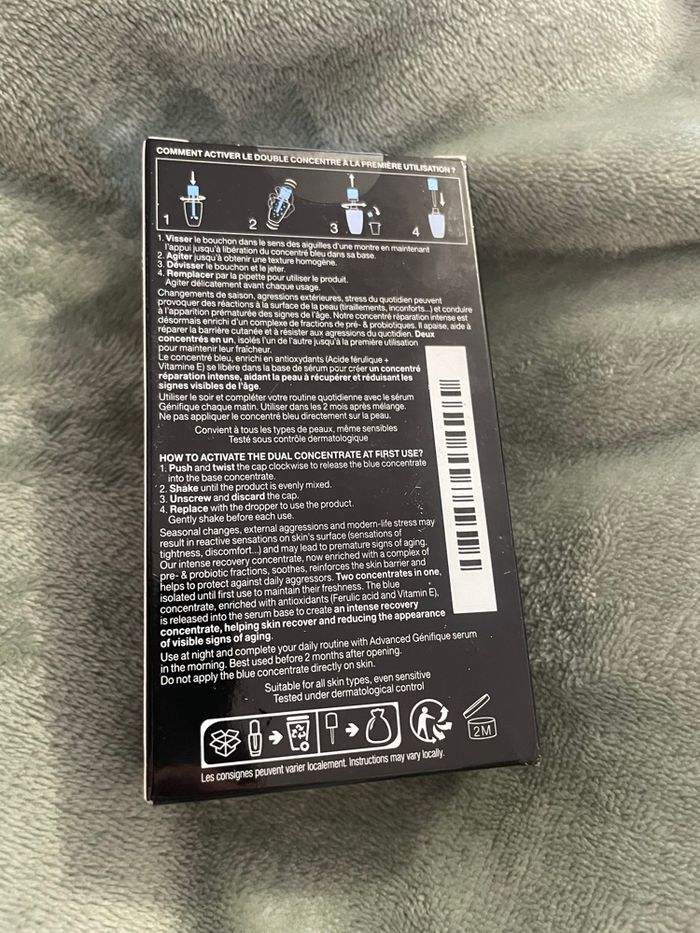 COMMENT ACTIVER LE DOUBLE CONCENTRÉ À LA PREMIÈRE UTILISATION ?
1 2 3 4
1. Visser le bouchon dans le sens des aiguilles d'une montre en maintenant
l'appui jusqu'à libération du concentré bleu dans sa base.
2. Agiter jusqu'à obtenir une texture homogène.
3. Dévisser le bouchon et le jeter.
4. Remplacer par la pipette pour utiliser le produit.
Agiter délicatement avant chaque usage.
Changements de saison, agressions extérieures, stress du quotidien peuvent
provoquer des réactions à la surface de la peau (tiraillements, inconforts...) et conduire
à l'apparition prématurée des signes de l'âge. Notre concentré réparation intense est
désormais enrichi d'un complexe de fractions de pré- & probiotiques. Il apaise, aide à
réparer la barrière cutanée et à résister aux agressions du quotidien. Deux
concentrés en un, isolés l'un de l'autre jusqu'à la première utilisation
pour maintenir leur fraîcheur.
Le concentré bleu, enrichi en antioxydants (Acide férulique +
Vitamine E) se libère dans la base de sérum pour créer un concentré
réparation intense, aidant la peau à récupérer et réduisant les
signes visibles de l'âge.
Utiliser le soir et compléter votre routine quotidienne avec le sérum
Génifique chaque matin. Utiliser dans les 2 mois après mélange.
Ne pas appliquer le concentré bleu directement sur la peau.
Convient à tous les types de peaux, même sensibles
Testé sous contrôle dermatologique
HOW TO ACTIVATE THE DUAL CONCENTRATE AT FIRST USE?
1. Push and twist the cap clockwise to release the blue concentrate
into the base concentrate.
2. Shake until the product is evenly mixed.
3. Unscrew and discard the cap.
4. Replace with the dropper to use the product.
Gently shake before each use.
Seasonal changes, external aggressions and modern-life stress may
result in reactive sensations on skin's surface (sensations of
tightness, discomfort...) and may lead to premature signs of aging.
Our intense recovery concentrate, now enriched with a complex of
pre- & probiotic fractions, soothes, reinforces the skin barrier and
helps to protect against daily aggressors. Two concentrates in one,
isolated until first use to maintain their freshness. The blue
concentrate, enriched with antioxidants (Ferulic acid and Vitamin E),
is released into the serum base to create an intense recovery
concentrate, helping skin recover and reducing the appearance
of visible signs of aging.
Use at night and complete your daily routine with Advanced Génifique serum
in the morning. Best used before 2 months after opening.
Do not apply the blue concentrate directly on skin.
Suitable for all skin types, even sensitive
Tested under dermatological control
2M
Les consignes peuvent varier localement. Instructions may vary locally.